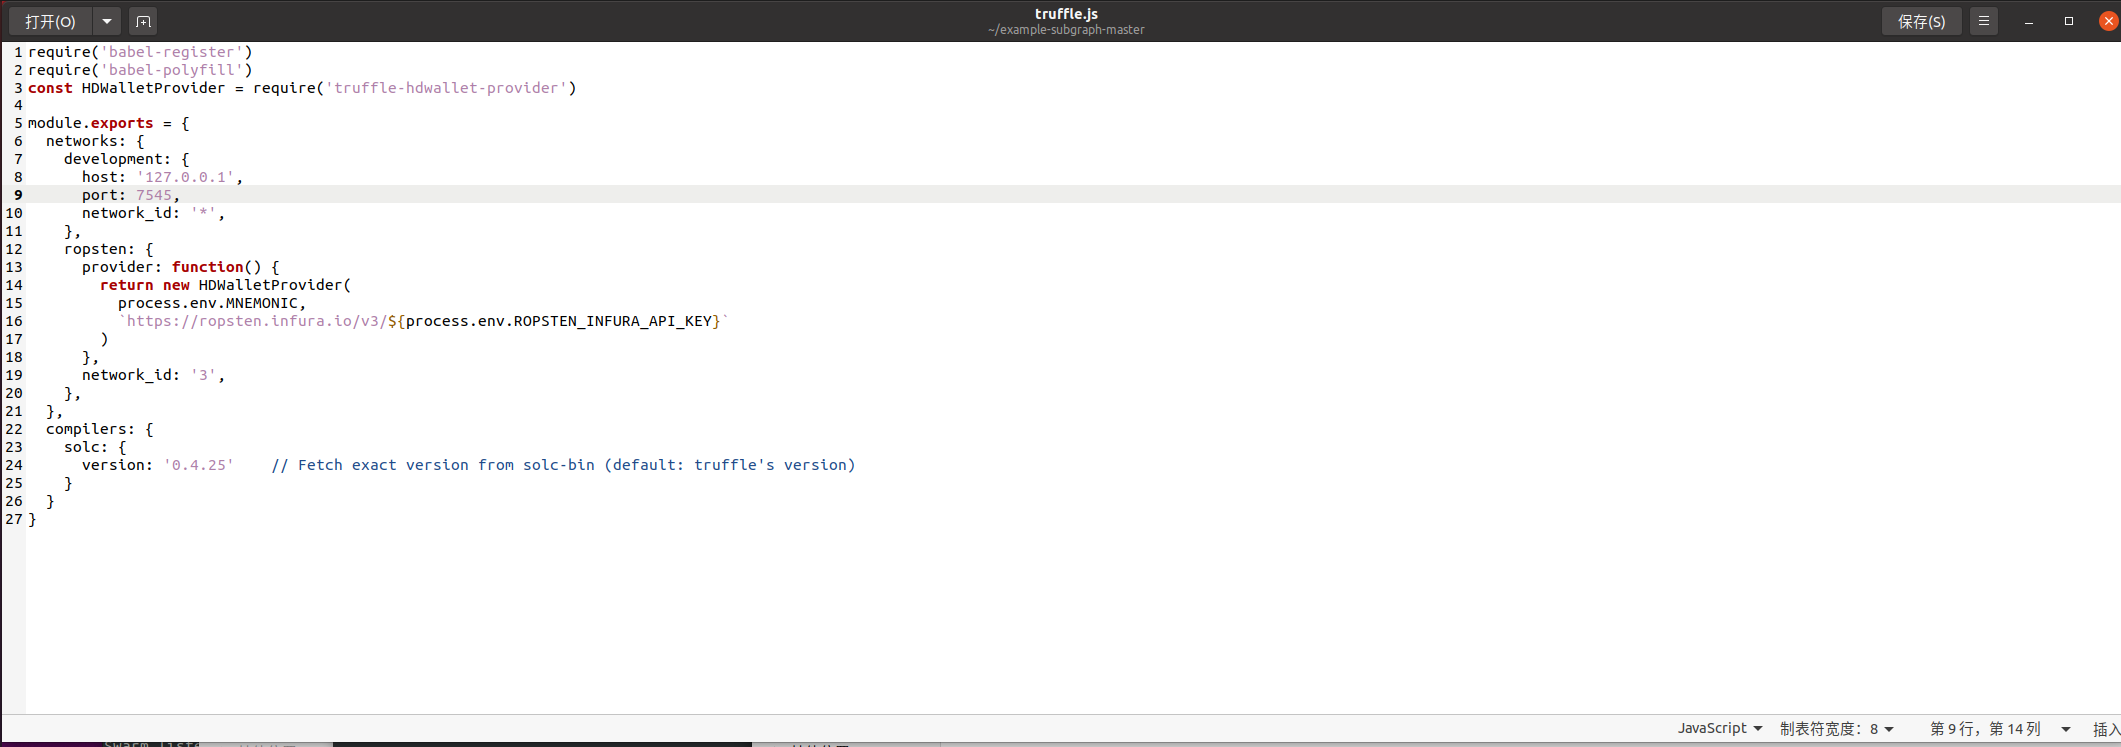 打开(O)
truffle.js
~/example-subgraph-master
保存(S)
1 require('babel-register')
2 require('babel-polyfill')
3 const HDWalletProvider = require('truffle-hdwallet-provider')
4
5 module.exports = {
6   networks: {
7     development: {
8       host: '127.0.0.1',
9       port: 7545,
10       network_id: '*',
11     },
12     ropsten: {
13       provider: function() {
14         return new HDWalletProvider(
15           process.env.MNEMONIC,
16           `https://ropsten.infura.io/v3/${process.env.ROPSTEN_INFURA_API_KEY}`
17         )
18       },
19       network_id: '3',
20     },
21   },
22   compilers: {
23     solc: {
24       version: '0.4.25'    // Fetch exact version from solc-bin (default: truffle's version)
25     }
26   }
27 }
JavaScript 制表符宽度：8 第 9 行，第 14 列 插入